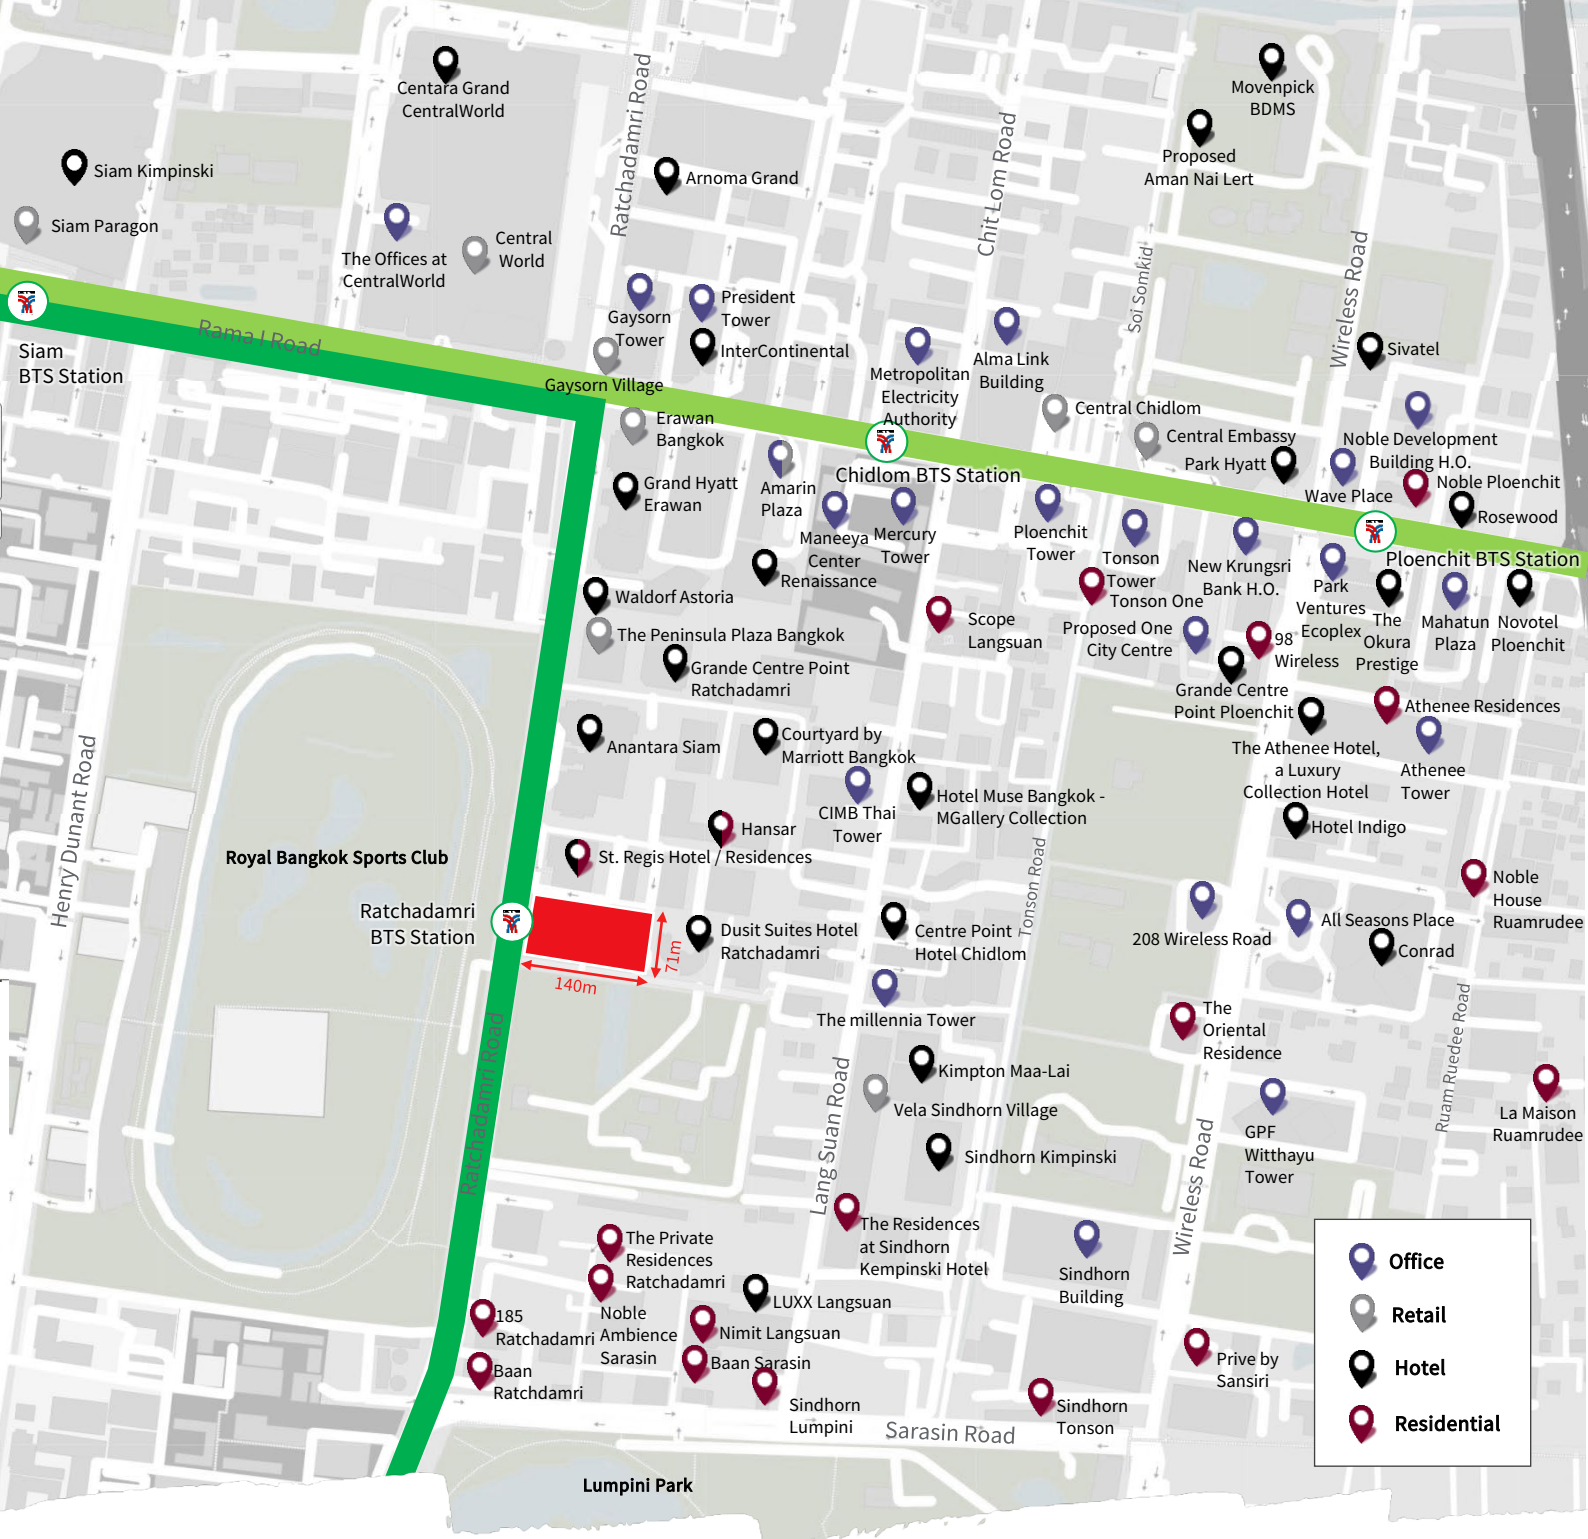 Centara Grand
CentralWorld
Movenpick
BDMS
Proposed
Aman Nai Lert
Siam Kimpinski
Siam Paragon
Arnoma Grand
Ratchadamri Road
Chit Lom Road
Soi Somkid
Wireless Road
The Offices at
CentralWorld
Central
World
Gaysorn
Tower
President
Tower
InterContinental
Gaysorn Village
Rama I Road
Siam
BTS Station
Metropolitan
Electricity
Authority
Alma Link
Building
Sivatel
Central Chidlom
Central Embassy
Park Hyatt
Noble Development
Building H.O.
Wave Place
Noble Ploenchit
Rosewood
Erawan
Bangkok
Grand Hyatt
Erawan
Amarin
Plaza
Chidlom BTS Station
Maneeya
Center
Mercury
Tower
Renaissance
Ploenchit
Tower
Tonson
Tower
Tonson One
New Krungsri
Bank H.O.
Ploenchit BTS Station
Park
Ventures
Ecoplex
The
Okura
Prestige
Mahatun
Plaza
Novotel
Ploenchit
Waldorf Astoria
The Peninsula Plaza Bangkok
Grande Centre Point
Ratchadamri
Scope
Langsuan
Proposed One
City Centre
98
Wireless
Grande Centre
Point Ploenchit
Athenee Residences
The Athenee Hotel,
a Luxury
Collection Hotel
Athenee
Tower
Anantara Siam
Courtyard by
Marriott Bangkok
CIMB Thai
Tower
Hotel Muse Bangkok -
MGallery Collection
Hotel Indigo
Hansar
St. Regis Hotel / Residences
Henry Dunant Road
Royal Bangkok Sports Club
Ratchadamri
BTS Station
71m
140m
Dusit Suites Hotel
Ratchadamri
Centre Point
Hotel Chidlom
Tonson Road
208 Wireless Road
All Seasons Place
Conrad
Noble
House
Ruamrudee
The millennia Tower
The
Oriental
Residence
Ratchadamri Road
Lang Suan Road
Kimpton Maa-Lai
Vela Sindhorn Village
Sindhorn Kimpinski
Wireless Road
GPF
Witthayu
Tower
Ruam Ruedee Road
La Maison
Ruamrudee
The Residences
at Sindhorn
Kempinski Hotel
Sindhorn
Building
The Private
Residences
Ratchadamri
Noble
Ambience
Sarasin
185
Ratchadamri
Baan
Ratchdamri
LUXX Langsuan
Nimit Langsuan
Baan Sarasin
Sindhorn
Lumpini
Sindhorn
Tonson
Prive by
Sansiri
Sarasin Road
Lumpini Park
Office
Retail
Hotel
Residential